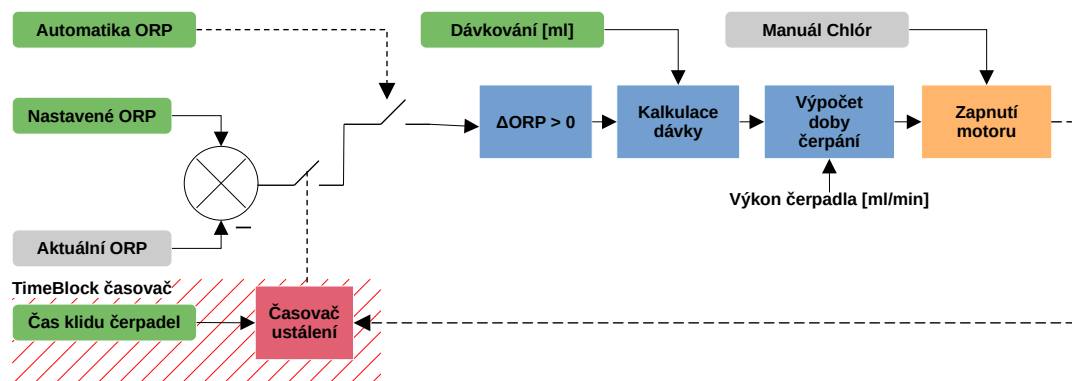 Automatika ORP
Dávkování [ml]
Manuál Chlór
Nastavené ORP
ΔORP > 0
Kalkulace
dávky
Výpočet
doby
čerpání
Zapnutí
motoru
Výkon čerpadla [ml/min]
Aktuální ORP
TimeBlock časovač
Čas klidu čerpadel
Časovač
ustálení